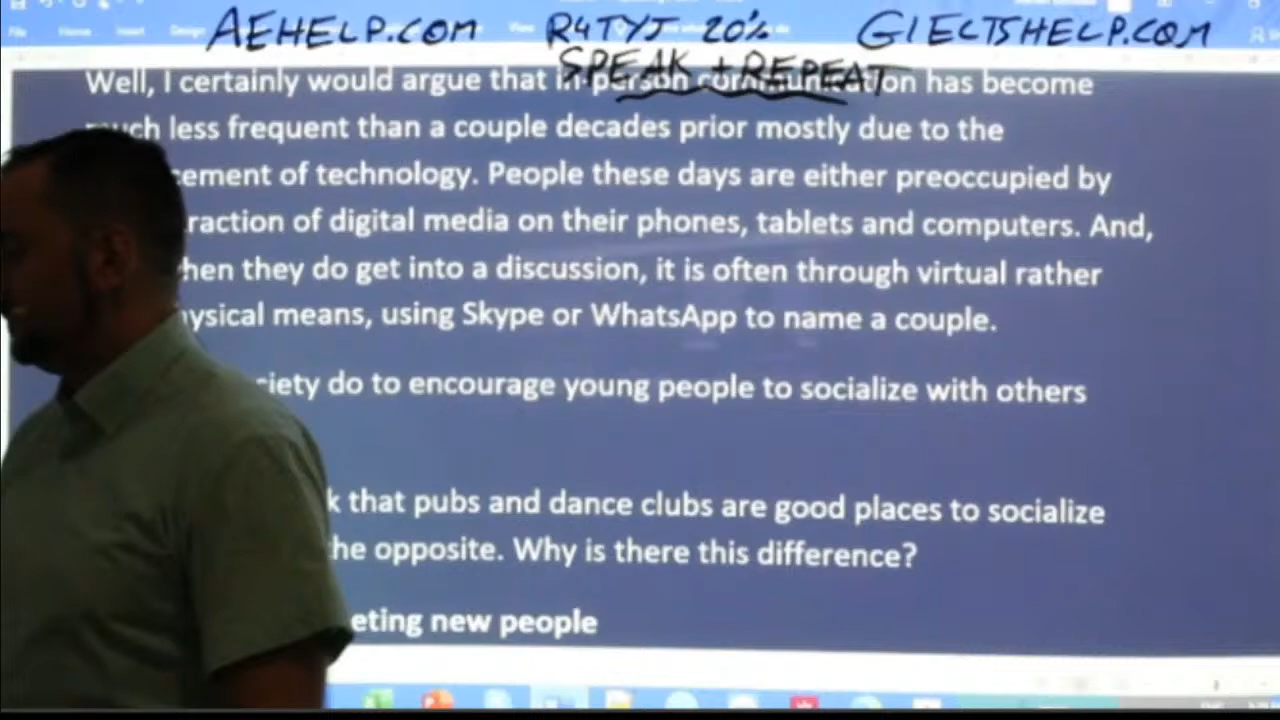 AEHELP.COM R4TYJ 20% GIELTSHELP.COM
SPEAK + REPEAT
Well, I certainly would argue that in-person communication has become
much less frequent than a couple decades prior mostly due to the
cement of technology. People these days are either preoccupied by
raction of digital media on their phones, tablets and computers. And,
hen they do get into a discussion, it is often through virtual rather
ysical means, using Skype or WhatsApp to name a couple.
ciety do to encourage young people to socialize with others
k that pubs and dance clubs are good places to socialize
he opposite. Why is there this difference?
eting new people